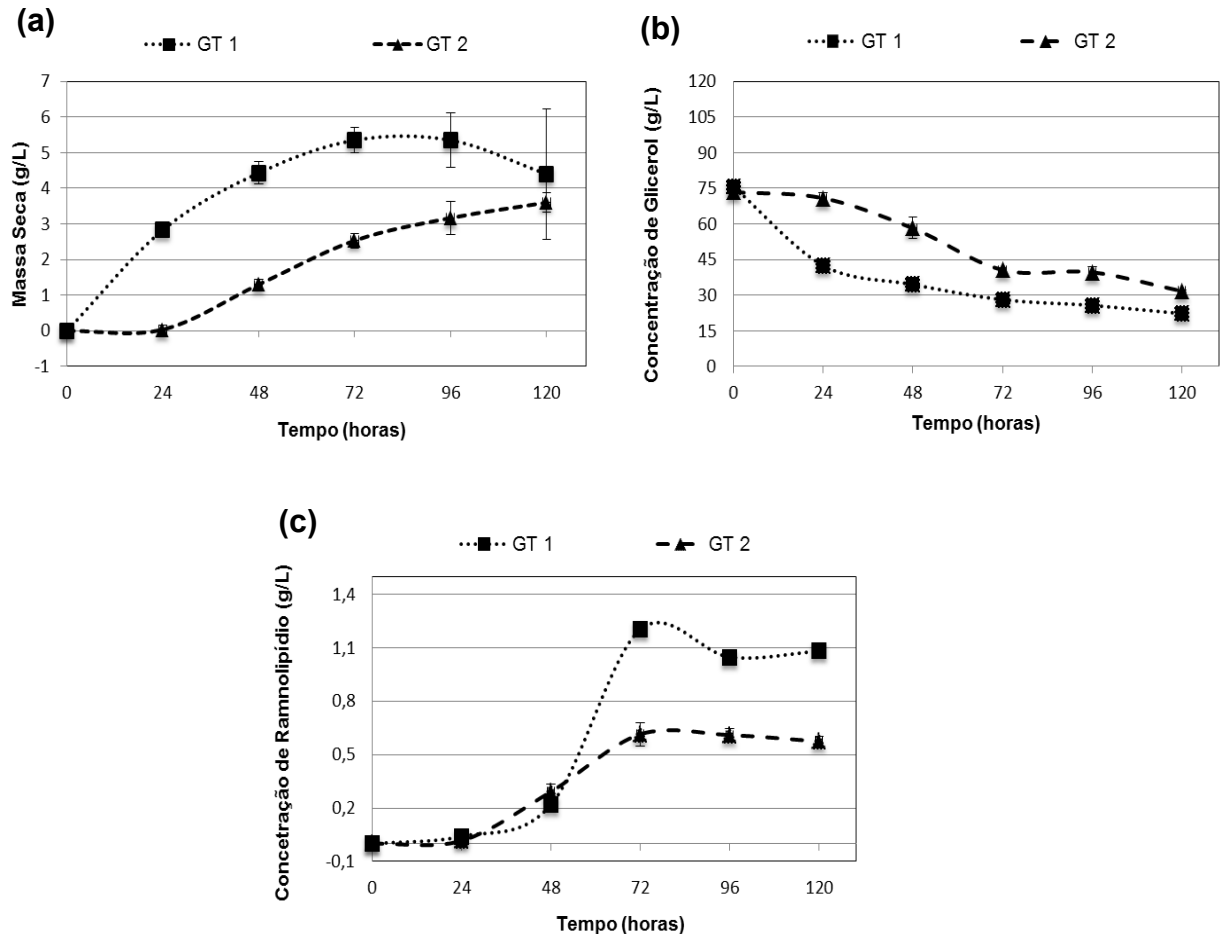 (a)
GT 1
GT 2
Massa Seca (g/L)
7
6
5
4
3
2
1
0
-1
0 24 48 72 96 120
Tempo (horas)
(b)
GT 1
GT 2
Concentração de Glicerol (g/L)
120
105
90
75
60
45
30
15
0
0 24 48 72 96 120
Tempo (horas)
(c)
GT 1
GT 2
Concetração de Ramnolipídio (g/L)
1,4
1,1
0,8
0,5
0,2
-0,1
0 24 48 72 96 120
Tempo (horas)